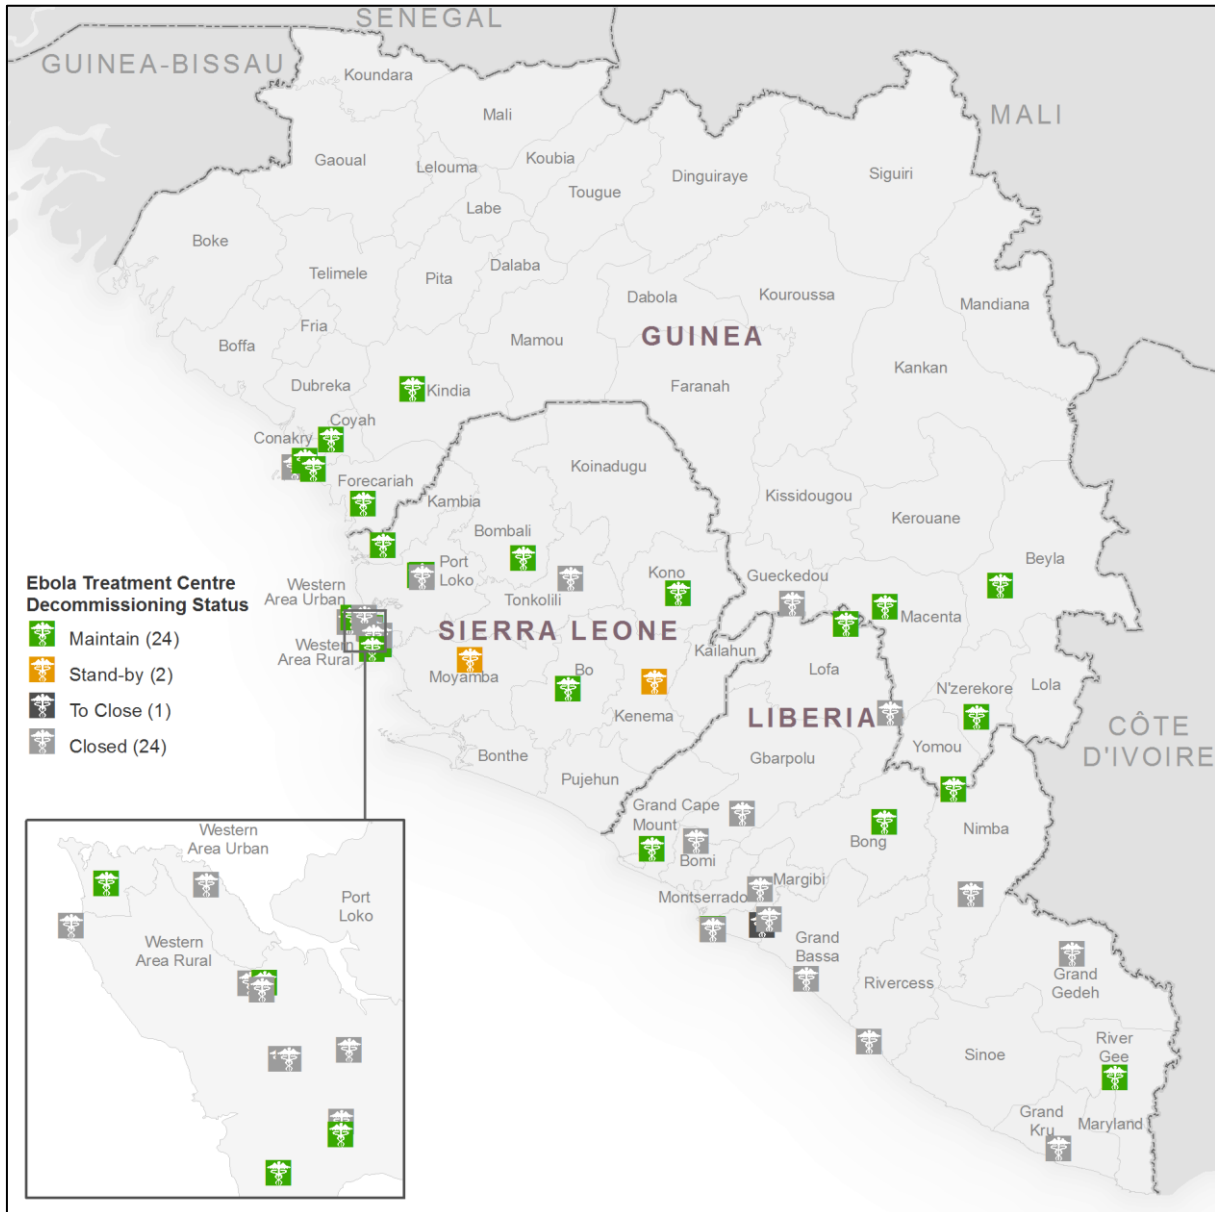 SENEGAL
GUINEA-BISSAU
Koundara
MALI
Mali
Gaoual
Lelouma
Koubia
Dinguiraye
Siguiri
Tougue
Labe
Boke
Telimele
Pita
Dalaba
Dabola
Kouroussa
Mandiana
Fria
GUINEA
Boffa
Mamou
Kankan
Dubreka
Kindia
Faranah
Coyah
Conakry
Koinadugu
Forecariah
Kissidougou
Kambia
Kerouane
Bombali
Beyla
Port
Loko
Kono
Gueckedou
Western
Area Urban
Tonkolili
Macenta
SIERRA LEONE
Western
Area Rural
Kailahun
Moyamba
Bo
Lofa
N'zerekore
Lola
Kenema
LIBERIA
CÔTE
D'IVOIRE
Bonthe
Yomou
Gbarpolu
Pujehun
Grand Cape
Mount
Nimba
Bong
Bomi
Margibi
Montserrado
Grand
Bassa
Rivercess
Grand
Gedeh
Sinoe
River
Gee
Grand
Kru
Maryland
Ebola Treatment Centre
Decommissioning Status
Maintain (24)
Stand-by (2)
To Close (1)
Closed (24)
Western
Area Urban
Port
Loko
Western
Area Rural